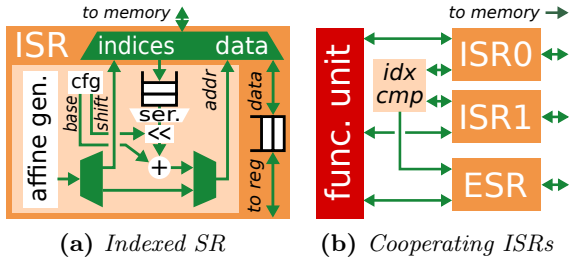 to memory
ISR
indices data
affine gen.
cfg
base
shift
ser.
<<
+
addr
data
to reg
(a) Indexed SR
to memory
func. unit
idx
cmp
ISR0
ISR1
ESR
(b) Cooperating ISRs